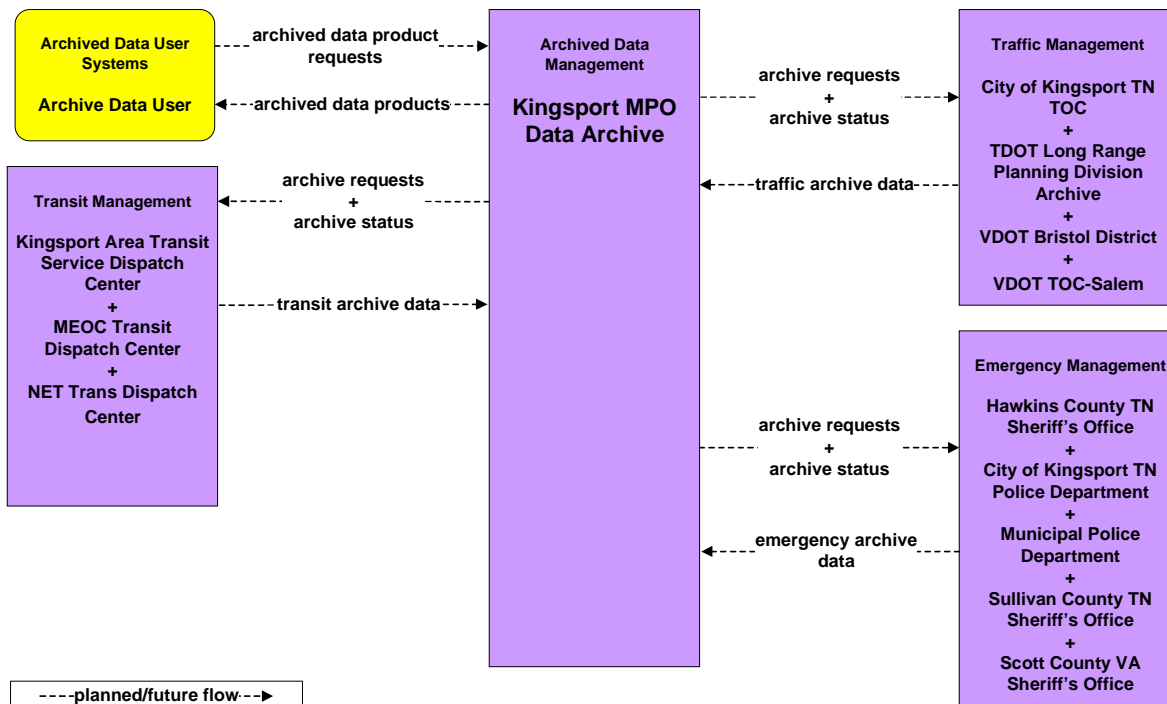 Archived Data User
Systems
Archive Data User
archived data product
requests
archived data products
Archived Data
Management
Kingsport MPO
Data Archive
archive requests
+
archive status
traffic archive data
Traffic Management
City of Kingsport TN
TOC
+
TDOT Long Range
Planning Division
Archive
+
VDOT Bristol District
+
VDOT TOC-Salem
Transit Management
Kingsport Area Transit
Service Dispatch
Center
+
MEOC Transit
Dispatch Center
+
NET Trans Dispatch
Center
archive requests
+
archive status
transit archive data
archive requests
+
archive status
emergency archive
data
Emergency Management
Hawkins County TN
Sheriff's Office
+
City of Kingsport TN
Police Department
+
Municipal Police
Department
+
Sullivan County TN
Sheriff's Office
+
Scott County VA
Sheriff's Office
planned/future flow